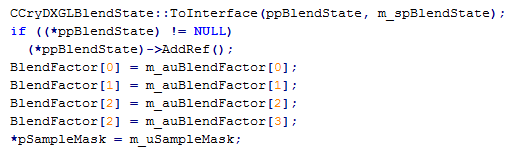 CCryDXGLBlendState::ToInterface(ppBlendState, m_spBlendState);
if ((*ppBlendState) != NULL)
(*ppBlendState)->AddRef();
BlendFactor[0] = m_auBlendFactor[0];
BlendFactor[1] = m_auBlendFactor[1];
BlendFactor[2] = m_auBlendFactor[2];
BlendFactor[2] = m_auBlendFactor[3];
*pSampleMask = m_uSampleMask;